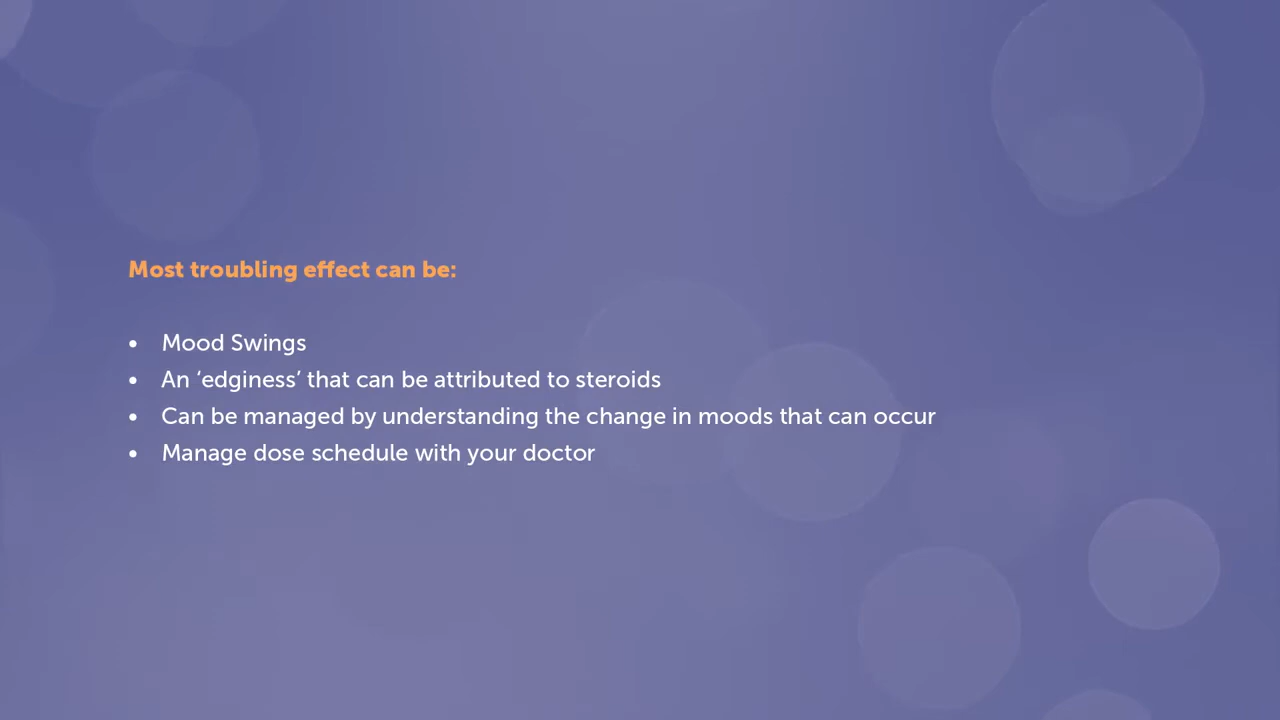 Most troubling effect can be:
• Mood Swings
• An ‘edginess’ that can be attributed to steroids
• Can be managed by understanding the change in moods that can occur
• Manage dose schedule with your doctor